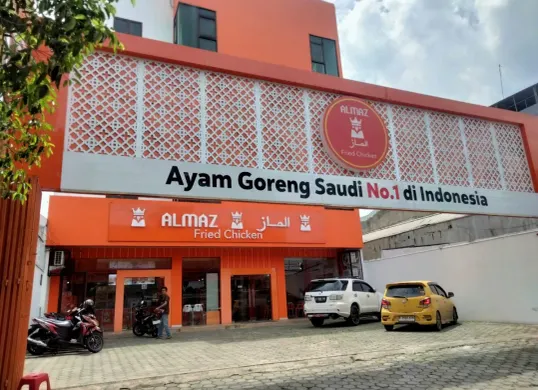 ALMAZ
الماز
Fried Chicken
Ayam Goreng Saudi No.1 di Indonesia
ALMAZ الماز
Fried Chicken